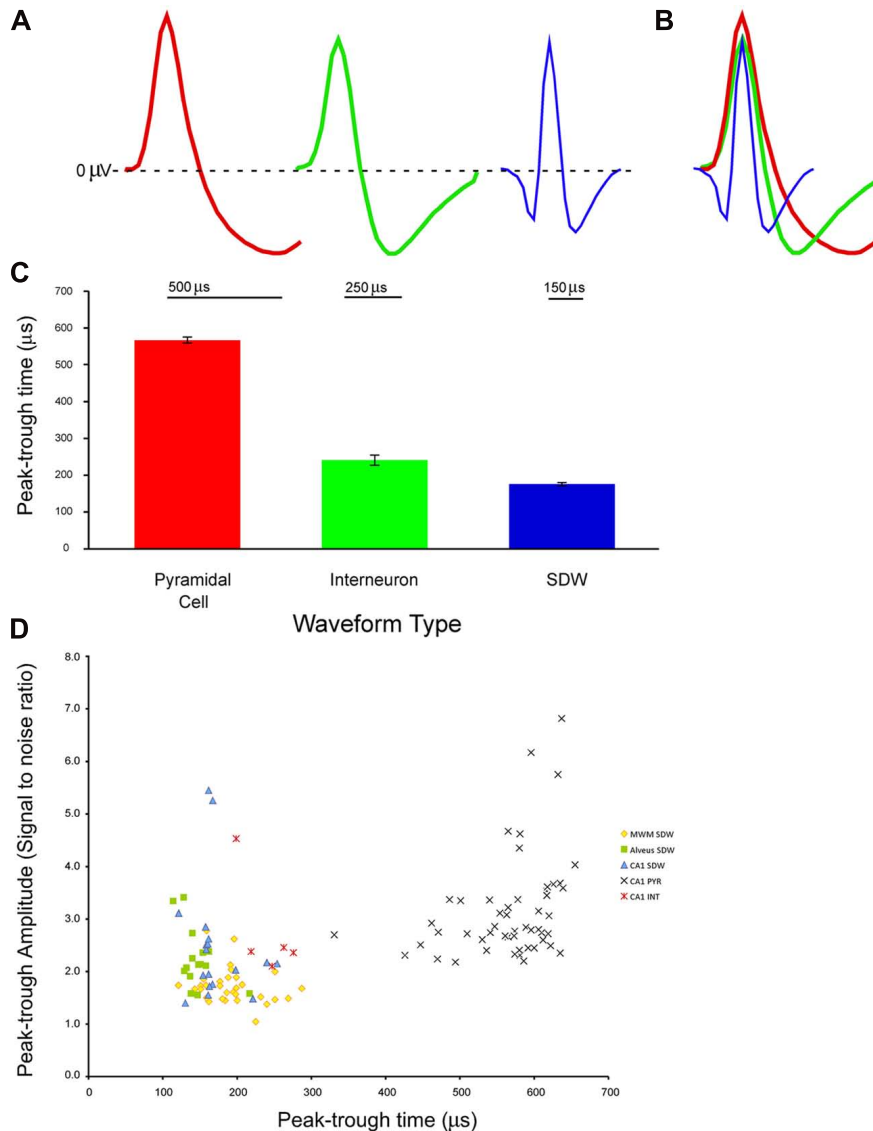 A
B
0 µV
C
500 µs
250 µs
150 µs
700
600
500
400
300
200
100
0
Peak-trough time (µs)
Pyramidal
Cell
Interneuron
SDW
Waveform Type
D
8.0
7.0
6.0
5.0
4.0
3.0
2.0
1.0
0.0
Peak-trough Amplitude (Signal to noise ratio)
MWM SDW
Alveus SDW
CA1 SDW
CA1 PYR
CA1 INT
0
100
200
300
400
500
600
700
Peak-trough time (µs)